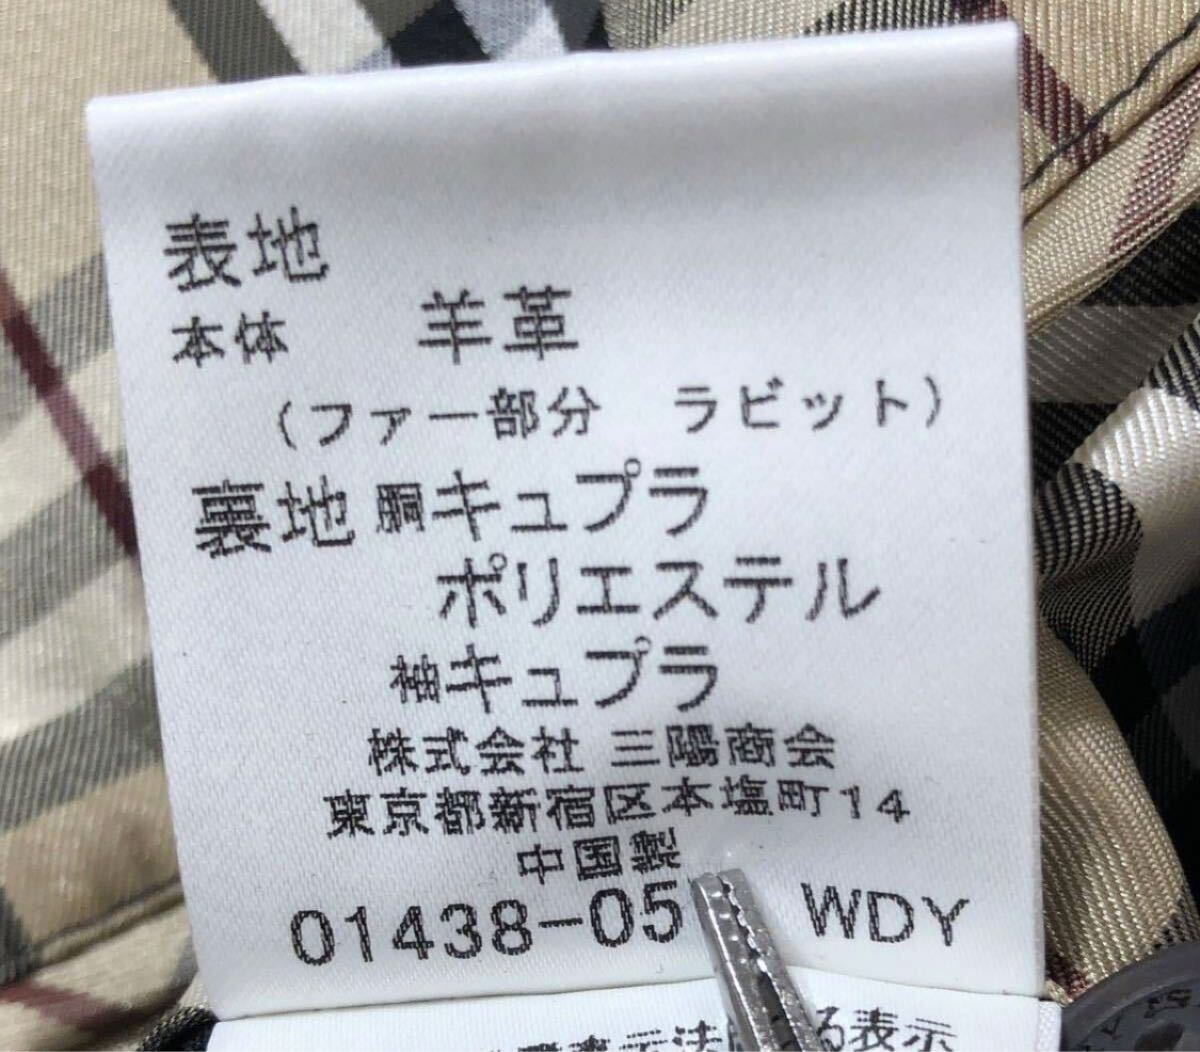 表地
本体　羊革
（ファー部分　ラビット）
裏地 胴キュプラ
ポリエステル
袖キュプラ
株式会社 三陽商会
東京都新宿区本塩町14
中国製
01438-05　WDY
る表示